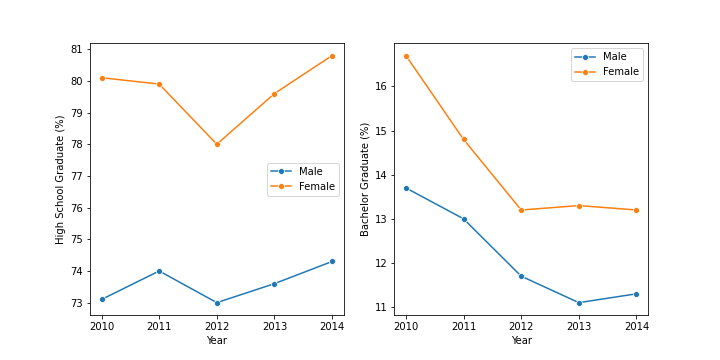 High School Graduate (%)
81
80
79
78
77
76
75
74
73
Male
Female
2010 2011 2012 2013 2014
Year
Bachelor Graduate (%)
16
15
14
13
12
11
Male
Female
2010 2011 2012 2013 2014
Year